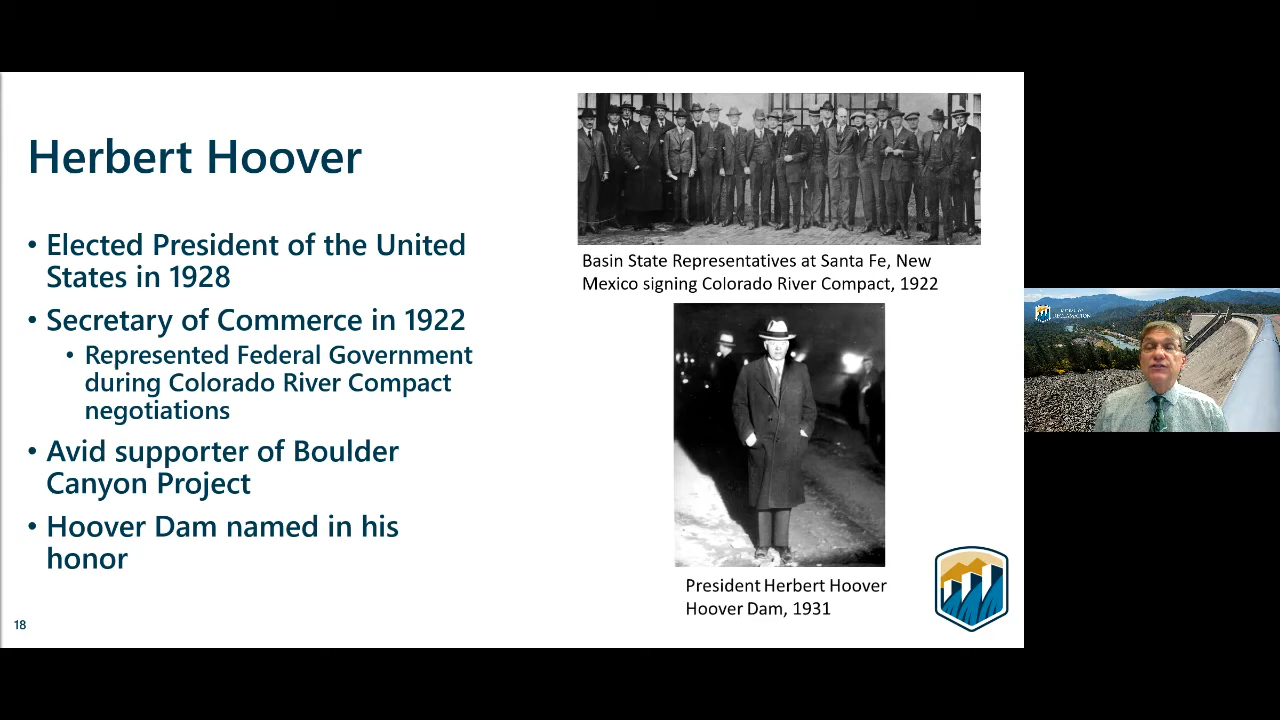 Herbert Hoover
• Elected President of the United
States in 1928
• Secretary of Commerce in 1922
• Represented Federal Government
during Colorado River Compact
negotiations
• Avid supporter of Boulder
Canyon Project
• Hoover Dam named in his
honor
18
Basin State Representatives at Santa Fe, New
Mexico signing Colorado River Compact, 1922
President Herbert Hoover
Hoover Dam, 1931
RECLAMATION